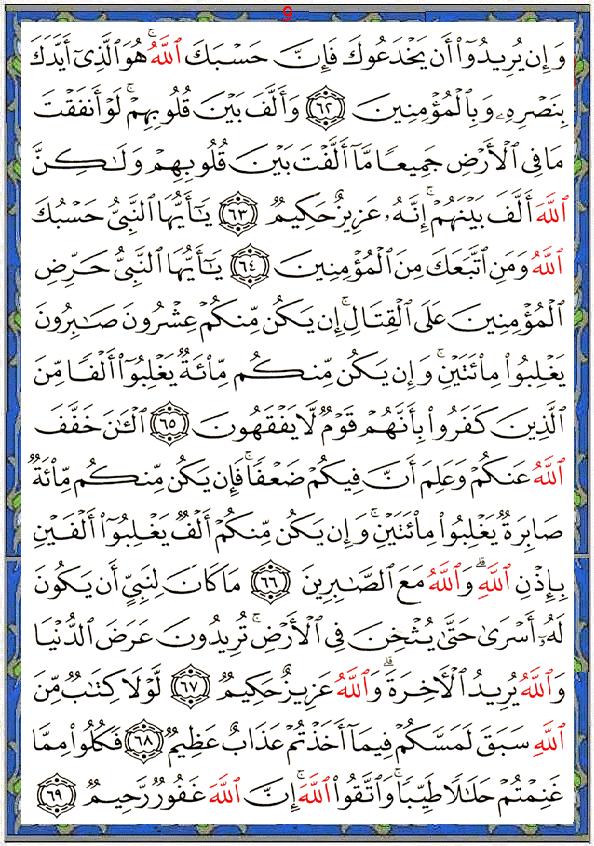 9
وَإِن يُرِيدُوٓا۟ أَن يَخْدَعُوكَ فَإِنَّ حَسْبَكَ ٱللَّهُ ۚ هُوَ ٱلَّذِىٓ أَيَّدَكَ
بِنَصْرِهِۦ وَبِٱلْمُؤْمِنِينَ ﴿٦٢﴾ وَأَلَّفَ بَيْنَ قُلُوبِهِمْ ۚ لَوْ أَنفَقْتَ
مَا فِى ٱلْأَرْضِ جَمِيعًا مَّآ أَلَّفْتَ بَيْنَ قُلُوبِهِمْ وَلَـٰكِنَّ
ٱللَّهَ أَلَّفَ بَيْنَهُمْ ۚ إِنَّهُۥ عَزِيزٌ حَكِيمٌ ﴿٦٣﴾ يَـٰٓأَيُّهَا ٱلنَّبِىُّ حَسْبُكَ
ٱللَّهُ وَمَنِ ٱتَّبَعَكَ مِنَ ٱلْمُؤْمِنِينَ ﴿٦٤﴾ يَـٰٓأَيُّهَا ٱلنَّبِىُّ حَرِّضِ
ٱلْمُؤْمِنِينَ عَلَى ٱلْقِتَالِ ۚ إِن يَكُن مِّنكُمْ عِشْرُونَ صَـٰبِرُونَ
يَغْلِبُوا۟ مِا۟ئَتَيْنِ ۚ وَإِن يَكُن مِّنكُم مِّا۟ئَةٌ يَغْلِبُوٓا۟ أَلْفًا مِّنَ
ٱلَّذِينَ كَفَرُوا۟ بِأَنَّهُمْ قَوْمٌ لَّا يَفْقَهُونَ ﴿٦٥﴾ ٱلْـَٔـٰنَ خَفَّفَ
ٱللَّهُ عَنكُمْ وَعَلِمَ أَنَّ فِيكُمْ ضَعْفًا ۚ فَإِن يَكُن مِّنكُم مِّا۟ئَةٌ
صَابِرَةٌ يَغْلِبُوا۟ مِا۟ئَتَيْنِ ۚ وَإِن يَكُن مِّنكُمْ أَلْفٌ يَغْلِبُوٓا۟ أَلْفَيْنِ
بِإِذْنِ ٱللَّهِ ۗ وَٱللَّهُ مَعَ ٱلصَّـٰبِرِينَ ﴿٦٦﴾ مَا كَانَ لِنَبِىٍّ أَن يَكُونَ
لَهُۥٓ أَسْرَىٰ حَتَّىٰ يُثْخِنَ فِى ٱلْأَرْضِ ۚ تُرِيدُونَ عَرَضَ ٱلدُّنْيَا
وَٱللَّهُ يُرِيدُ ٱلْـَٔاخِرَةَ ۗ وَٱللَّهُ عَزِيزٌ حَكِيمٌ ﴿٦٧﴾ لَّوْلَا كِتَـٰبٌ مِّنَ
ٱللَّهِ سَبَقَ لَمَسَّكُمْ فِيمَآ أَخَذْتُمْ عَذَابٌ عَظِيمٌ ﴿٦٨﴾ فَكُلُوا۟ مِمَّا
غَنِمْتُمْ حَلَـٰلًا طَيِّبًا ۚ وَٱتَّقُوا۟ ٱللَّهَ ۚ إِنَّ ٱللَّهَ غَفُورٌ رَّحِيمٌ ﴿٦٩﴾